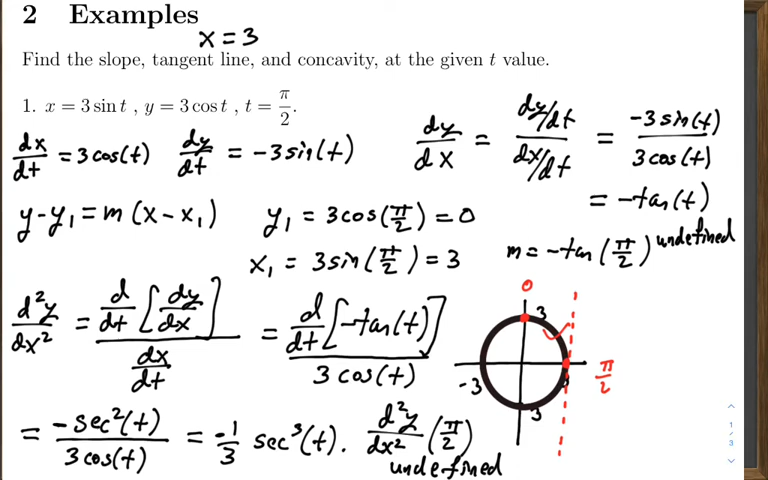 2 Examples
x = 3
Find the slope, tangent line, and concavity, at the given t value.
1. x = 3 sin t , y = 3 cos t , t = π/2.
dx/dt = 3cos(t) dy/dt = -3sin(t) dy/dx = (dy/dt)/(dx/dt) = -3sin(t)/3cos(t)
= -tan(t)
y-y₁ = m(x-x₁) y₁ = 3cos(π/2) = 0
x₁ = 3sin(π/2) = 3 m = -tan(π/2) undefined
d²y/dx² = d/dt[dy/dx]/(dx/dt) = d/dt[-tan(t)]/3cos(t)
0
3
-3
π/2
3
3
= -sec²(t)/3cos(t) = -1/3 sec³(t). d²y/dx² (π/2)
undefined
1
/
3